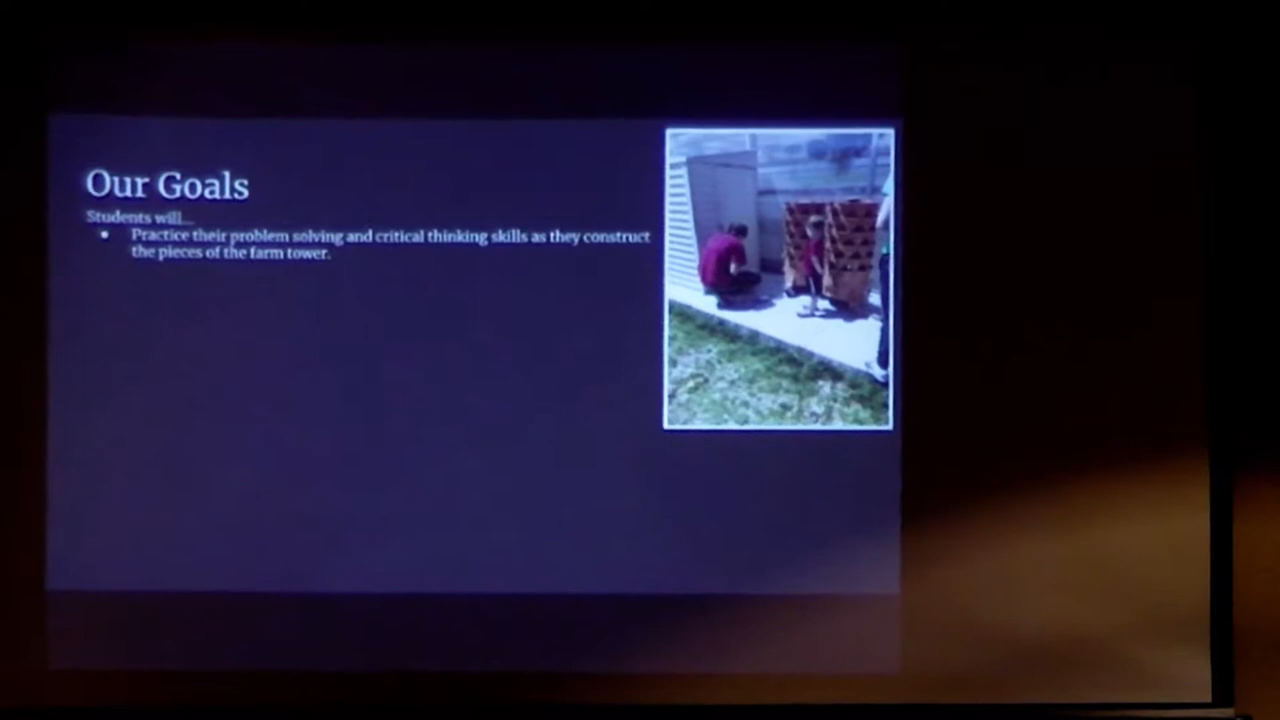 Our Goals
Students will...
● Practice their problem solving and critical thinking skills as they construct
the pieces of the farm tower.